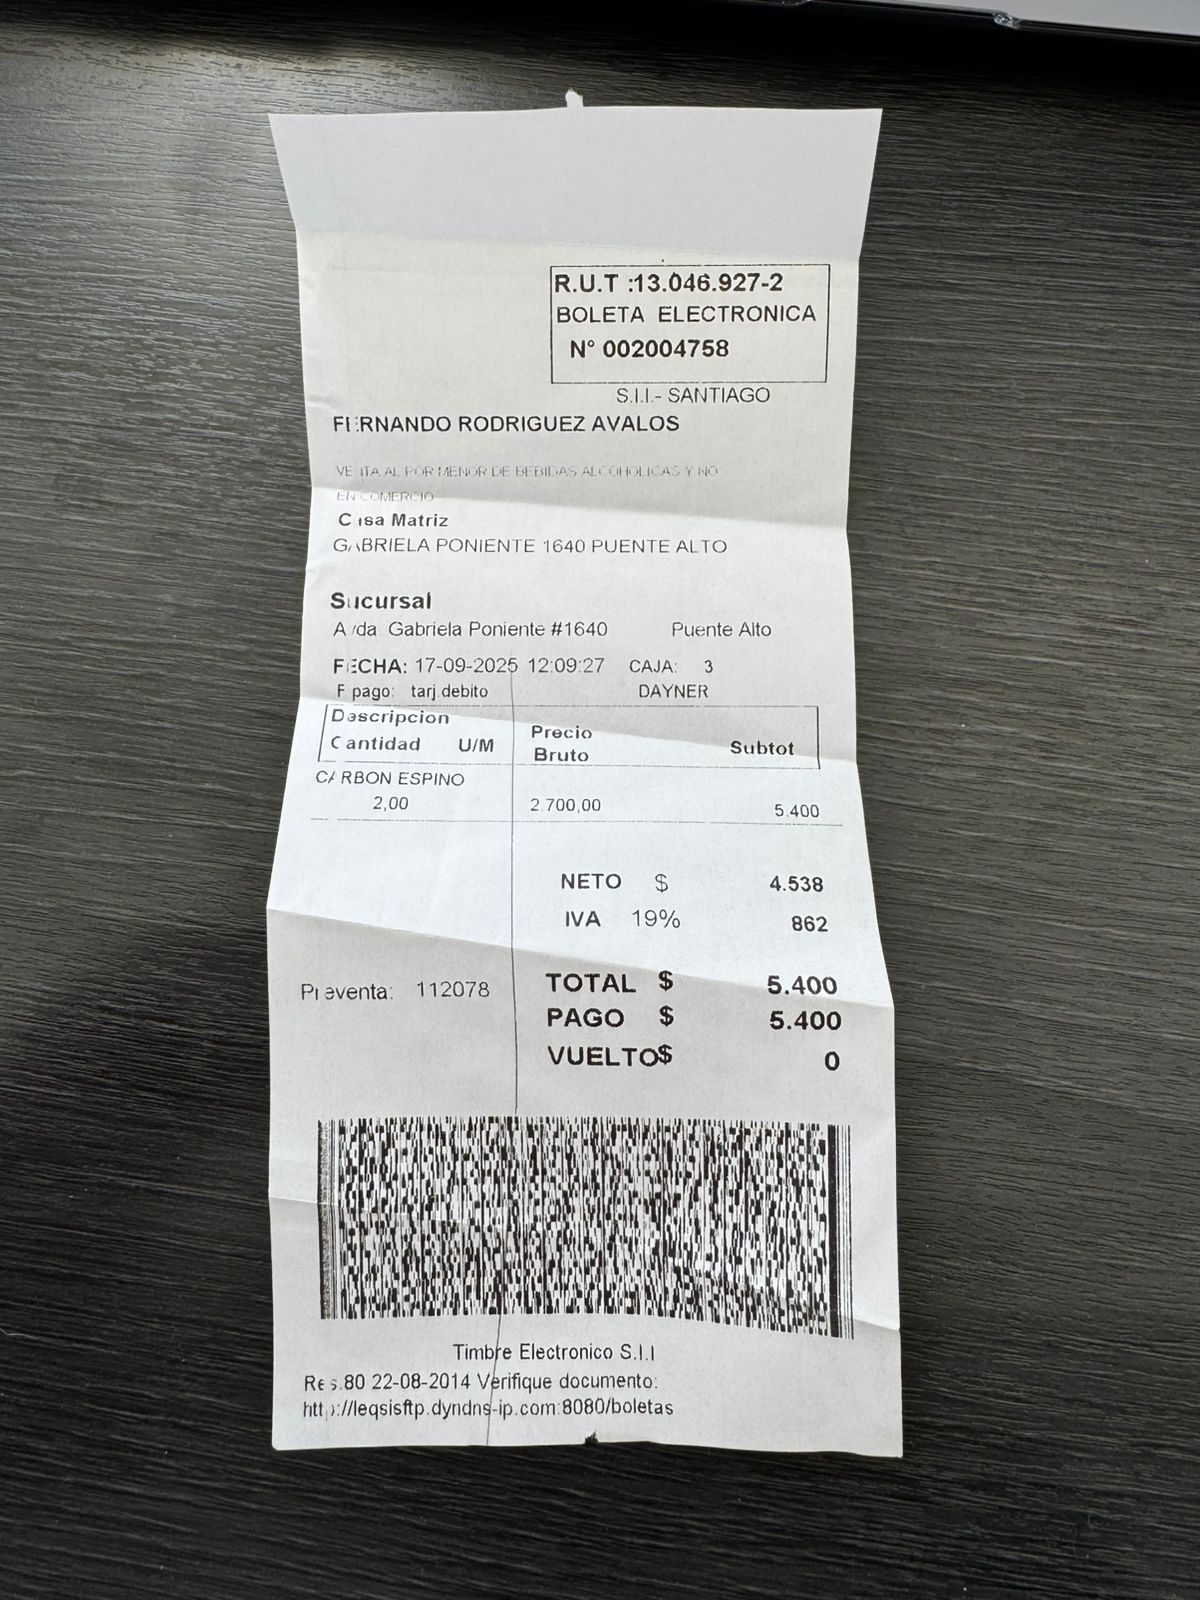 R.U.T :13.046.927-2
BOLETA ELECTRONICA
N° 002004758
S.I.I.- SANTIAGO
FERNANDO RODRIGUEZ AVALOS
VENTA AL POR MENOR DE BEBIDAS ALCOHOLICAS Y NO
EN COMERCIO
Casa Matriz
GABRIELA PONIENTE 1640 PUENTE ALTO
Sucursal
Avda Gabriela Poniente #1640 Puente Alto
FECHA: 17-09-2025 12:09:27 CAJA: 3
F pago: tarj.debito DAYNER
Descripcion
Cantidad U/M Precio Bruto Subtot
CARBON ESPINO
2,00 2.700,00 5.400
NETO $ 4.538
IVA 19% 862
TOTAL $ 5.400
Preventa: 112078
PAGO $ 5.400
VUELTO$ 0
Timbre Electronico S.I.I
Res.80 22-08-2014 Verifique documento:
http://leqsisftp.dyndns-ip.com:8080/boletas